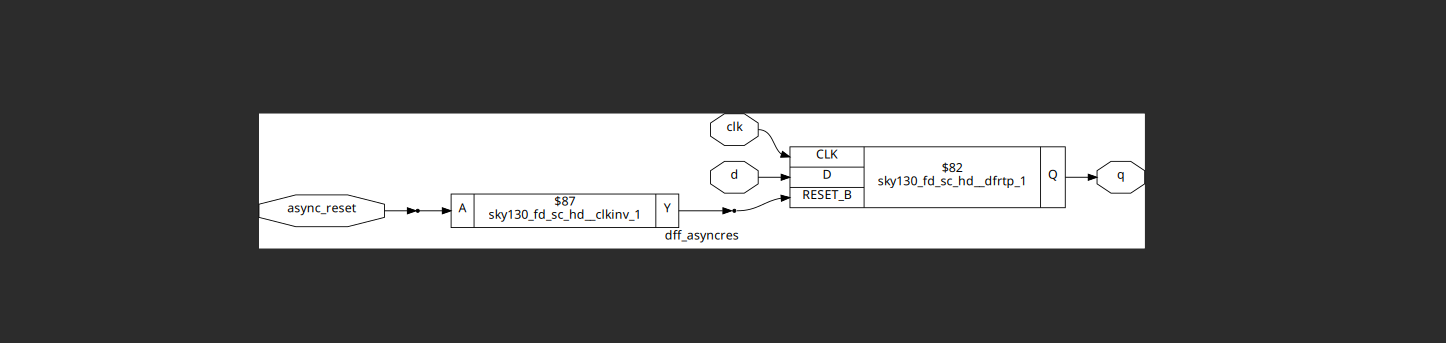 clk
CLK
$82
d
D
sky130_fd_sc_hd__dfrtp_1
Q
q
RESET_B
async_reset
A
$87
sky130_fd_sc_hd__clkinv_1
Y
dff_asyncres